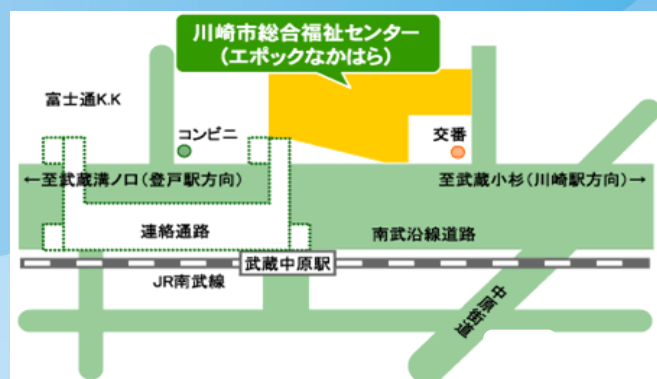 川崎市総合福祉センター
(エポックなかはら)
富士通K.K
コンビニ
交番
←至武蔵溝ノ口(登戸駅方向)
至武蔵小杉(川崎駅方向)→
連絡通路
南武沿線道路
武蔵中原駅
JR南武線
中原街道